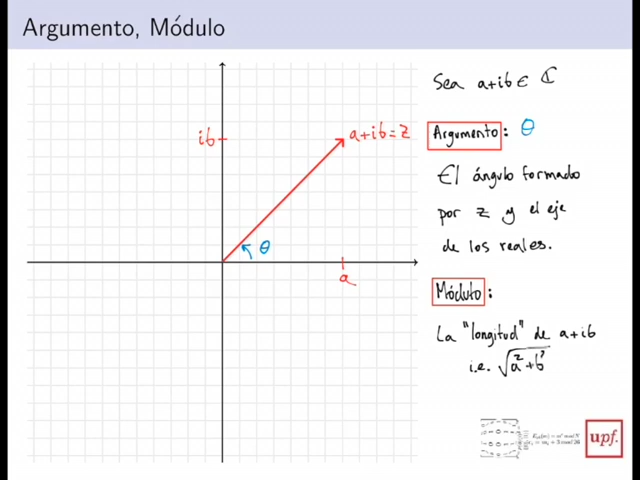 Argumento, Módulo
Sea a+ib ∈ ℂ
ib
a+ib=z
Argumento: θ
El ángulo formado
por z y el eje
de los reales.
θ
a
Módulo:
La "longitud" de a+ib
i.e. √a²+b²
upf.